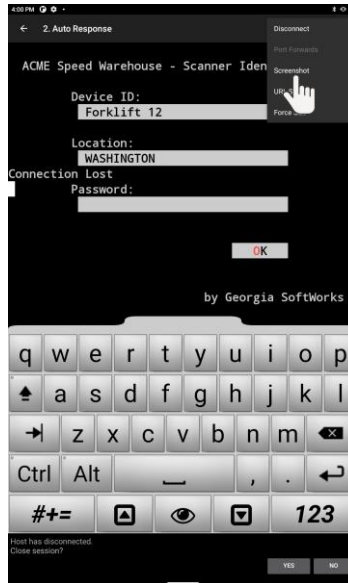 4:00 PM
2. Auto Response
Disconnect
Port Forwards
Screenshot
ACME Speed Warehouse - Scanner Iden
Device ID:
Forklift 12
Location:
WASHINGTON
Connection Lost
Password:
OK
by Georgia SoftWorks
q w e r t y u i o p
a s d f g h j k l
z x c v b n m
Ctrl Alt , .
#+= 123
Host has disconnected.
Close session?
YES NO